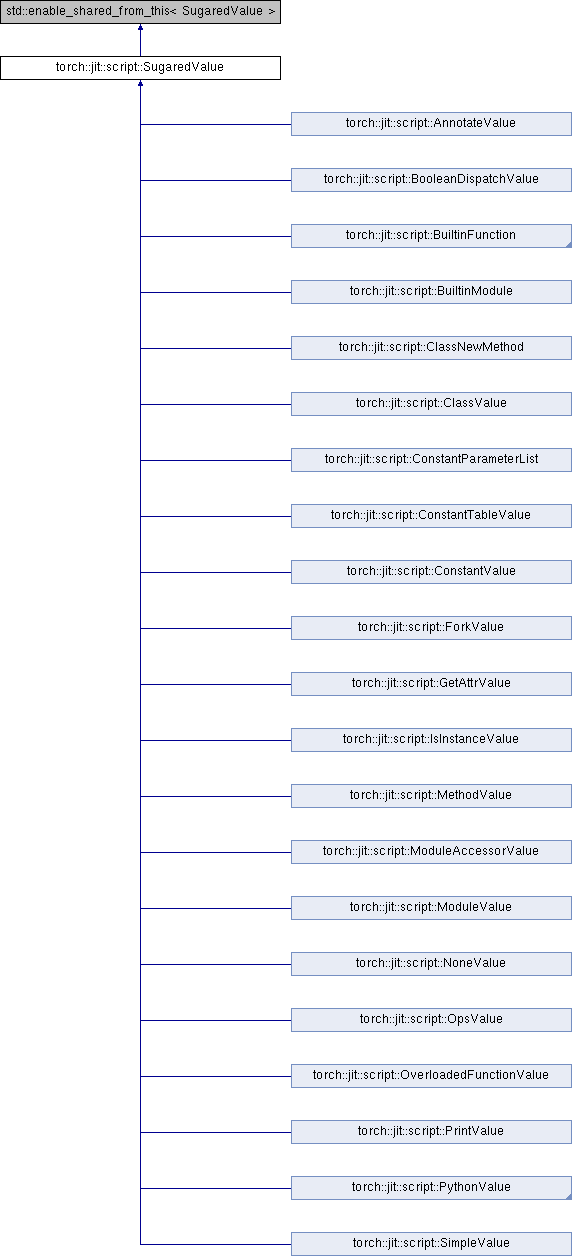 std::enable_shared_from_this< SugaredValue >
torch::jit::script::SugaredValue
torch::jit::script::AnnotateValue
torch::jit::script::BooleanDispatchValue
torch::jit::script::BuiltinFunction
torch::jit::script::BuiltinModule
torch::jit::script::ClassNewMethod
torch::jit::script::ClassValue
torch::jit::script::ConstantParameterList
torch::jit::script::ConstantTableValue
torch::jit::script::ConstantValue
torch::jit::script::ForkValue
torch::jit::script::GetAttrValue
torch::jit::script::IsInstanceValue
torch::jit::script::MethodValue
torch::jit::script::ModuleAccessorValue
torch::jit::script::ModuleValue
torch::jit::script::NoneValue
torch::jit::script::OpsValue
torch::jit::script::OverloadedFunctionValue
torch::jit::script::PrintValue
torch::jit::script::PythonValue
torch::jit::script::SimpleValue